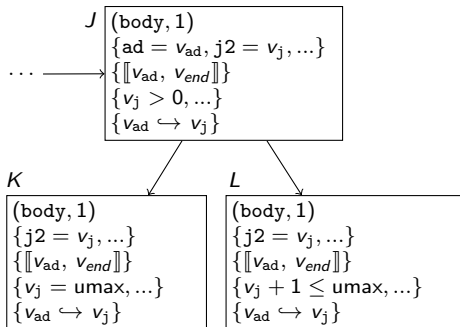 J
(body, 1)
{ad = v_ad, j2 = v_j, ...}
{⟦v_ad, v_end⟧}
{v_j > 0, ...}
{v_ad ↪ v_j}
...
K
(body, 1)
{j2 = v_j, ...}
{⟦v_ad, v_end⟧}
{v_j = umax, ...}
{v_ad ↪ v_j}
L
(body, 1)
{j2 = v_j, ...}
{⟦v_ad, v_end⟧}
{v_j + 1 ≤ umax, ...}
{v_ad ↪ v_j}